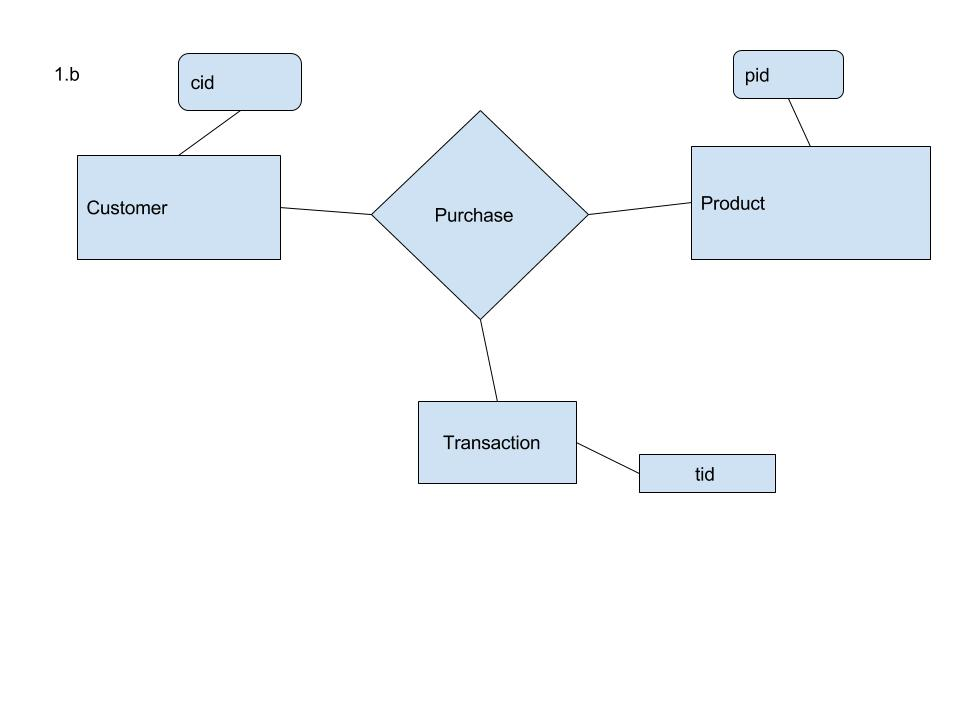 1.b
cid
pid
Customer
Purchase
Product
Transaction
tid